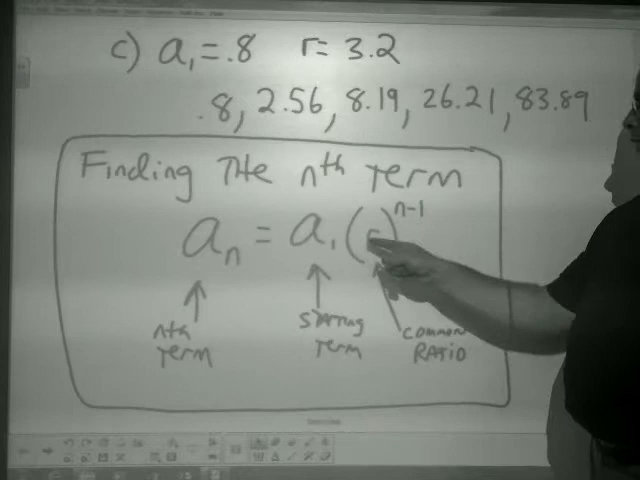 c) a₁ = .8 r = 3.2
.8, 2.56, 8.19, 26.21, 83.89
Finding THe nth Term
aₙ = a₁ (r)ⁿ⁻¹
nth Term
STArTing Term
common RATIO